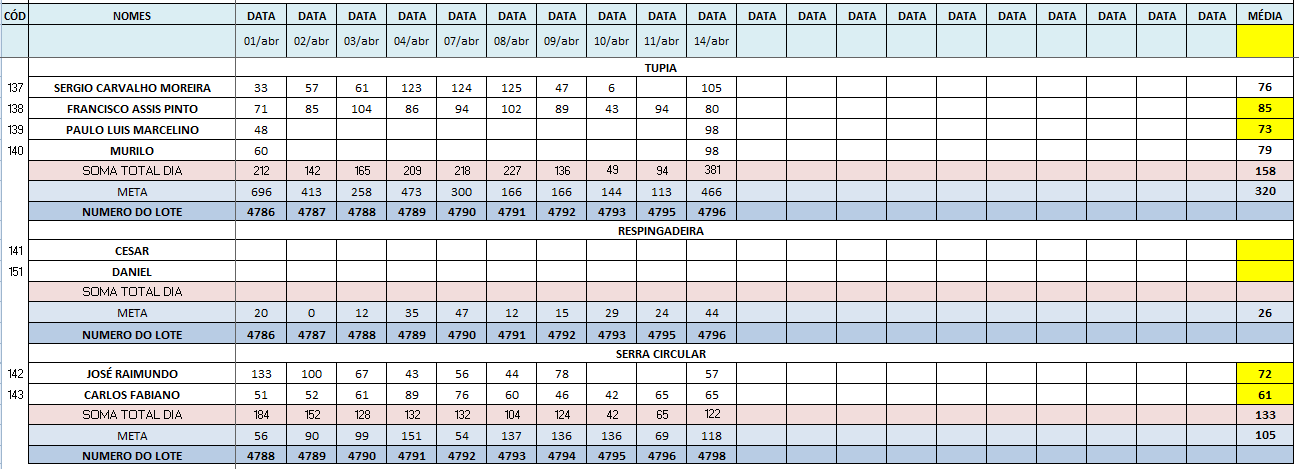 CÓD NOMES DATA DATA DATA DATA DATA DATA DATA DATA DATA DATA DATA DATA DATA DATA DATA DATA DATA DATA DATA DATA MÉDIA
01/abr 02/abr 03/abr 04/abr 07/abr 08/abr 09/abr 10/abr 11/abr 14/abr
TUPIA
137 SERGIO CARVALHO MOREIRA 33 57 61 123 124 125 47 6 105 76
138 FRANCISCO ASSIS PINTO 71 85 104 86 94 102 89 43 94 80 85
139 PAULO LUIS MARCELINO 48 98 73
140 MURILO 60 98 79
SOMA TOTAL DIA 212 142 165 209 218 227 136 49 94 381 158
META 696 413 258 473 300 166 166 144 113 466 320
NUMERO DO LOTE 4786 4787 4788 4789 4790 4791 4792 4793 4795 4796
RESPINGADEIRA
141 CESAR
151 DANIEL
SOMA TOTAL DIA
META 20 0 12 35 47 12 15 29 24 44 26
NUMERO DO LOTE 4786 4787 4788 4789 4790 4791 4792 4793 4795 4796
SERRA CIRCULAR
142 JOSÉ RAIMUNDO 133 100 67 43 56 44 78 57 72
143 CARLOS FABIANO 51 52 61 89 76 60 46 42 65 65 61
SOMA TOTAL DIA 184 152 128 132 132 104 124 42 65 122 133
META 56 90 99 151 54 137 136 136 69 118 105
NUMERO DO LOTE 4788 4789 4790 4791 4792 4793 4794 4795 4796 4798